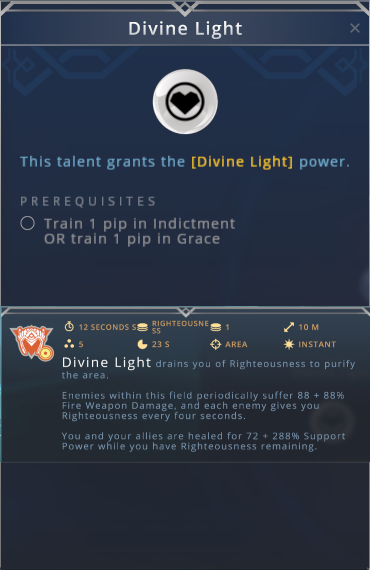 Divine Light
This talent grants the [Divine Light] power.
PREREQUISITES
Train 1 pip in Indictment
OR train 1 pip in Grace
12 SECONDS S
RIGHTEOUSNE
SS
1
10 M
5
23 S
AREA
INSTANT
Divine Light drains you of Righteousness to purify
the area.
Enemies within this field periodically suffer 88 + 88%
Fire Weapon Damage, and each enemy gives you
Righteousness every four seconds.
You and your allies are healed for 72 + 288% Support
Power while you have Righteousness remaining.